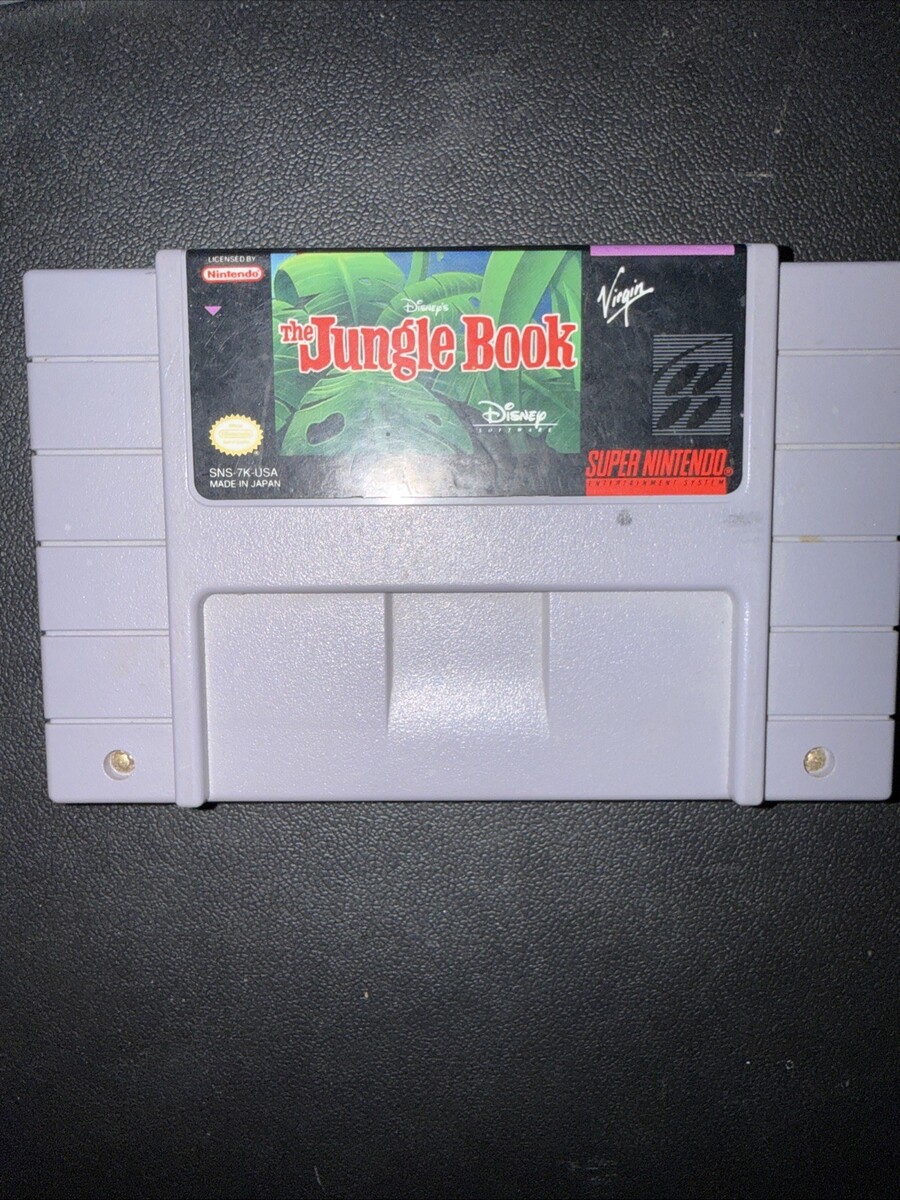 LICENSED BY
Nintendo
DISNEY'S
The Jungle Book
DISNEY
SOFTWARE
Virgin
SNS-7K-USA
MADE IN JAPAN
SUPER NINTENDO®
ENTERTAINMENT SYSTEM